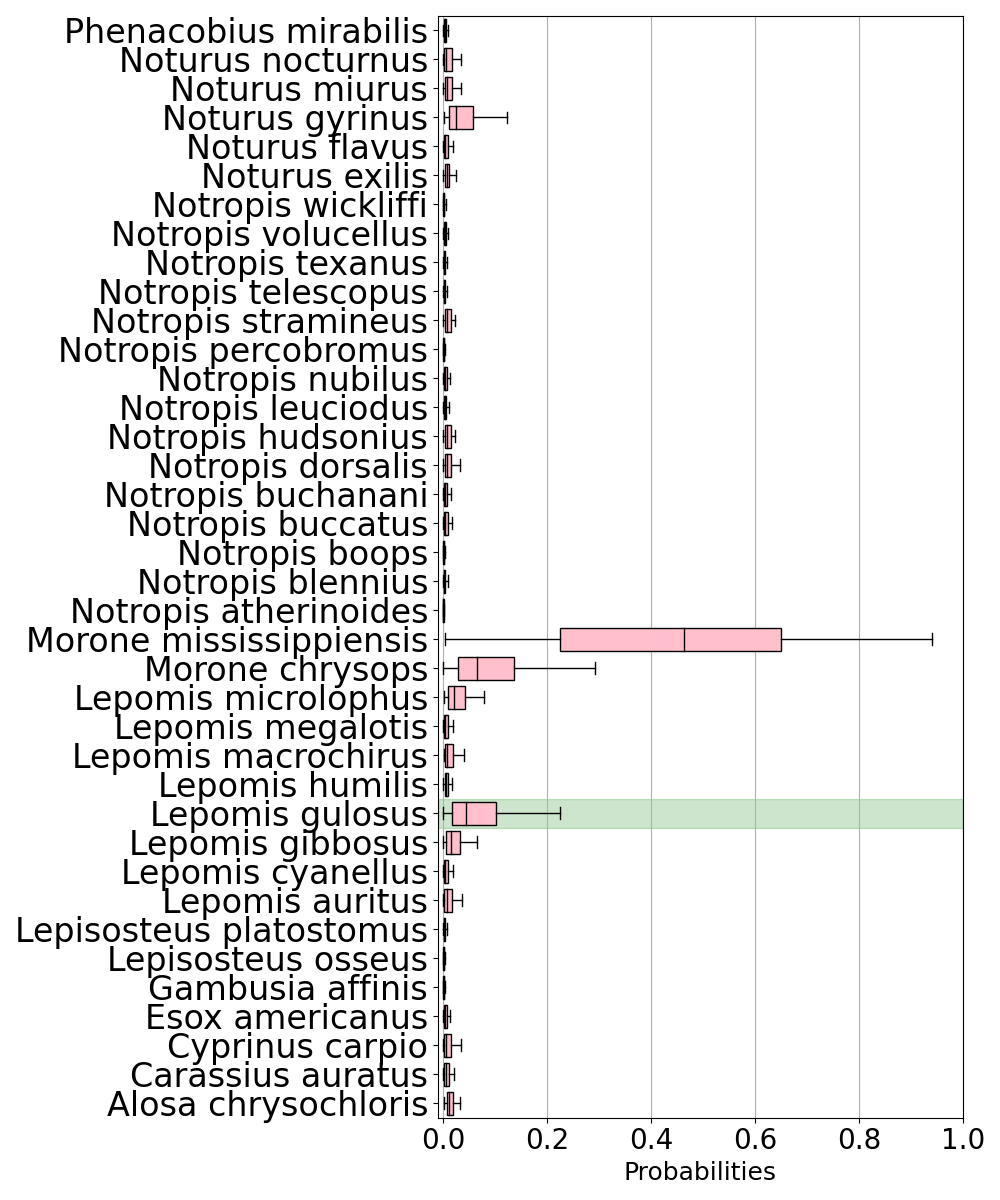 Phenacobius mirabilis
Noturus nocturnus
Noturus miurus
Noturus gyrinus
Noturus flavus
Noturus exilis
Notropis wickliffi
Notropis volucellus
Notropis texanus
Notropis telescopus
Notropis stramineus
Notropis percobromus
Notropis nubilus
Notropis leuciodus
Notropis hudsonius
Notropis dorsalis
Notropis buchanani
Notropis buccatus
Notropis boops
Notropis blennius
Notropis atherinoides
Morone mississippiensis
Morone chrysops
Lepomis microlophus
Lepomis megalotis
Lepomis macrochirus
Lepomis humilis
Lepomis gulosus
Lepomis gibbosus
Lepomis cyanellus
Lepomis auritus
Lepisosteus platostomus
Lepisosteus osseus
Gambusia affinis
Esox americanus
Cyprinus carpio
Carassius auratus
Alosa chrysochloris
0.0 0.2 0.4 0.6 0.8 1.0
Probabilities